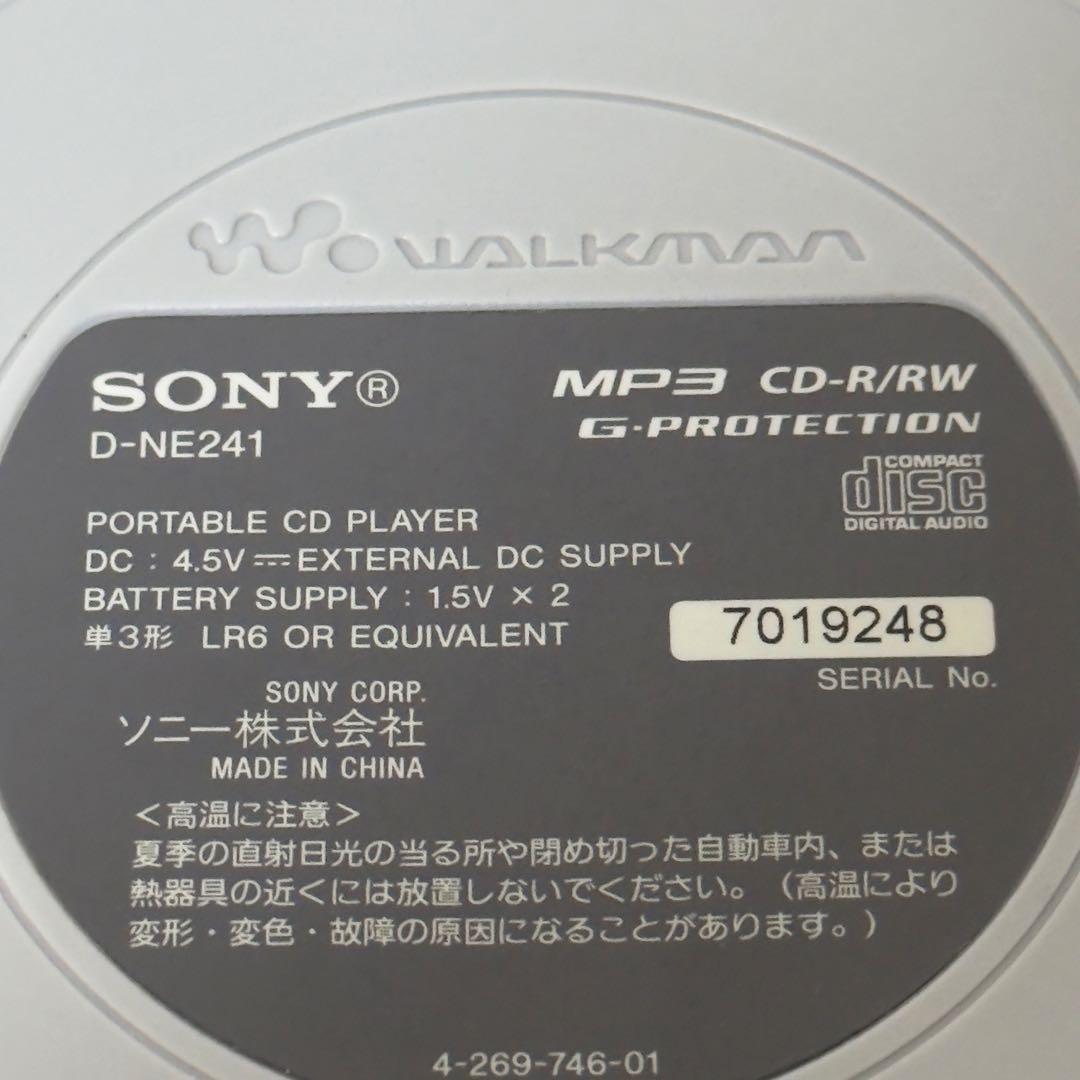 WALKMAN
SONY®
MP3 CD-R/RW
D-NE241
G-PROTECTION
COMPACT
disc
DIGITAL AUDIO
PORTABLE CD PLAYER
DC : 4.5V ⎓ EXTERNAL DC SUPPLY
BATTERY SUPPLY : 1.5V × 2
単3形 LR6 OR EQUIVALENT
7019248
SERIAL No.
SONY CORP.
ソニー株式会社
MADE IN CHINA
<高温に注意>
夏季の直射日光の当る所や閉め切った自動車内、または
熱器具の近くには放置しないでください。(高温により
変形・変色・故障の原因になることがあります。)
4-269-746-01